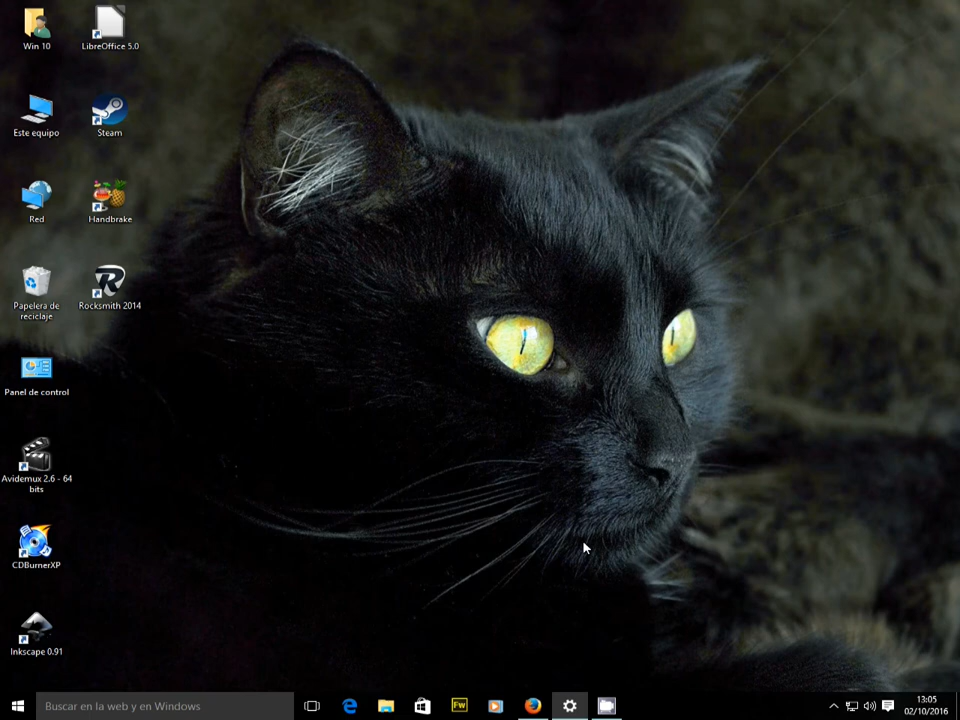 Win 10
LibreOffice 5.0
Este equipo
Steam
Red
Handbrake
Papelera de
reciclaje
Rocksmith 2014
Panel de control
Avidemux 2.6 - 64
bits
CDBurnerXP
Inkscape 0.91
Buscar en la web y en Windows
Fw
13:05
02/10/2016